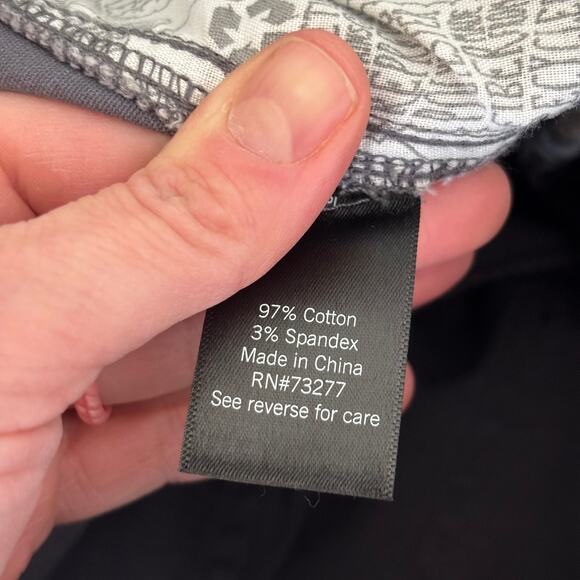 97% Cotton
3% Spandex
Made in China
RN#73277
See reverse for care